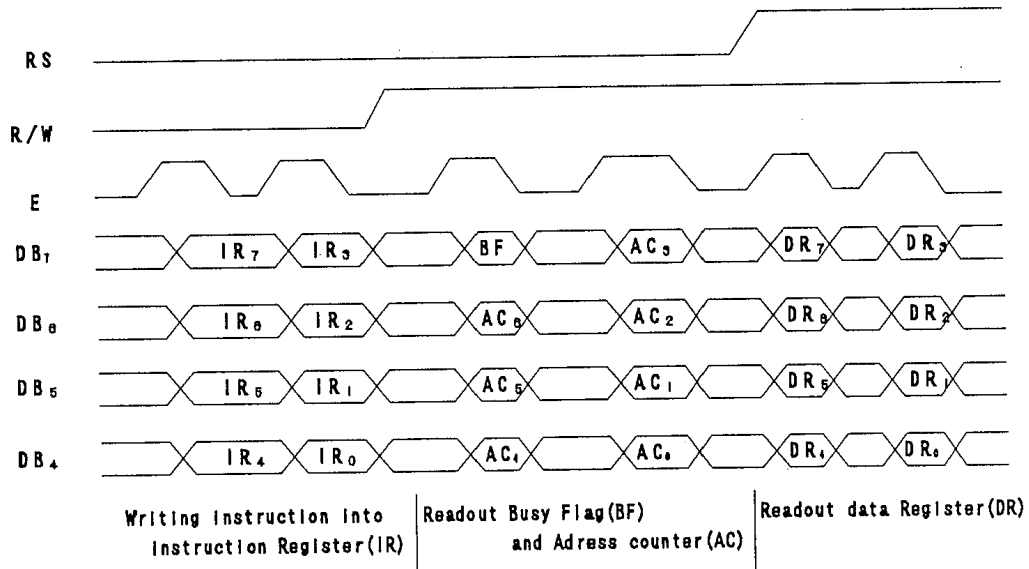 RS
R/W
E
DB₇ IR₇ IR₃ BF AC₃ DR₇ DR₃
DB₆ IR₆ IR₂ AC₆ AC₂ DR₆ DR₂
DB₅ IR₅ IR₁ AC₅ AC₁ DR₅ DR₁
DB₄ IR₄ IR₀ AC₄ AC₀ DR₄ DR₀
Writing instruction into
instruction Register(IR)
Readout Busy Flag(BF)
and Adress counter(AC)
Readout data Register(DR)